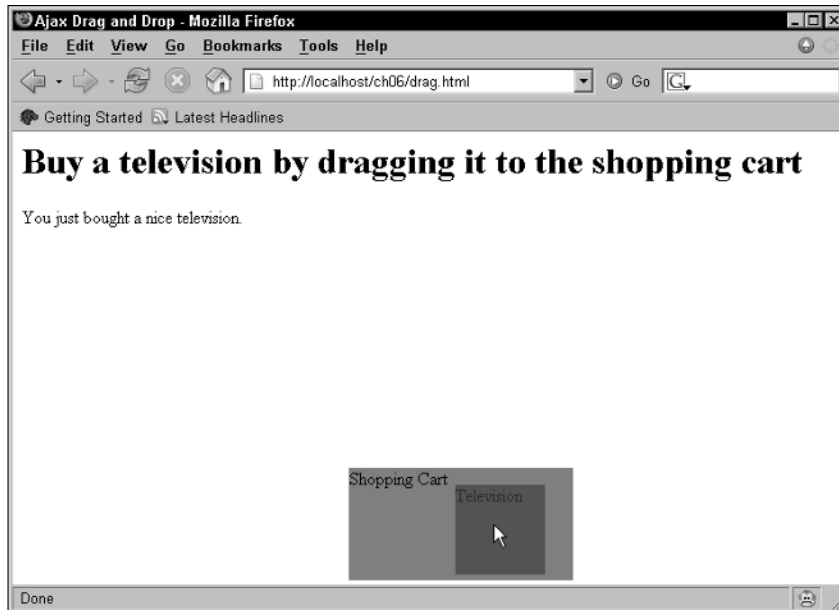 Ajax Drag and Drop - Mozilla Firefox
File Edit View Go Bookmarks Tools Help
http://localhost/ch06/drag.html Go G
Getting Started Latest Headlines
Buy a television by dragging it to the shopping cart
You just bought a nice television.
Shopping Cart
Television
Done